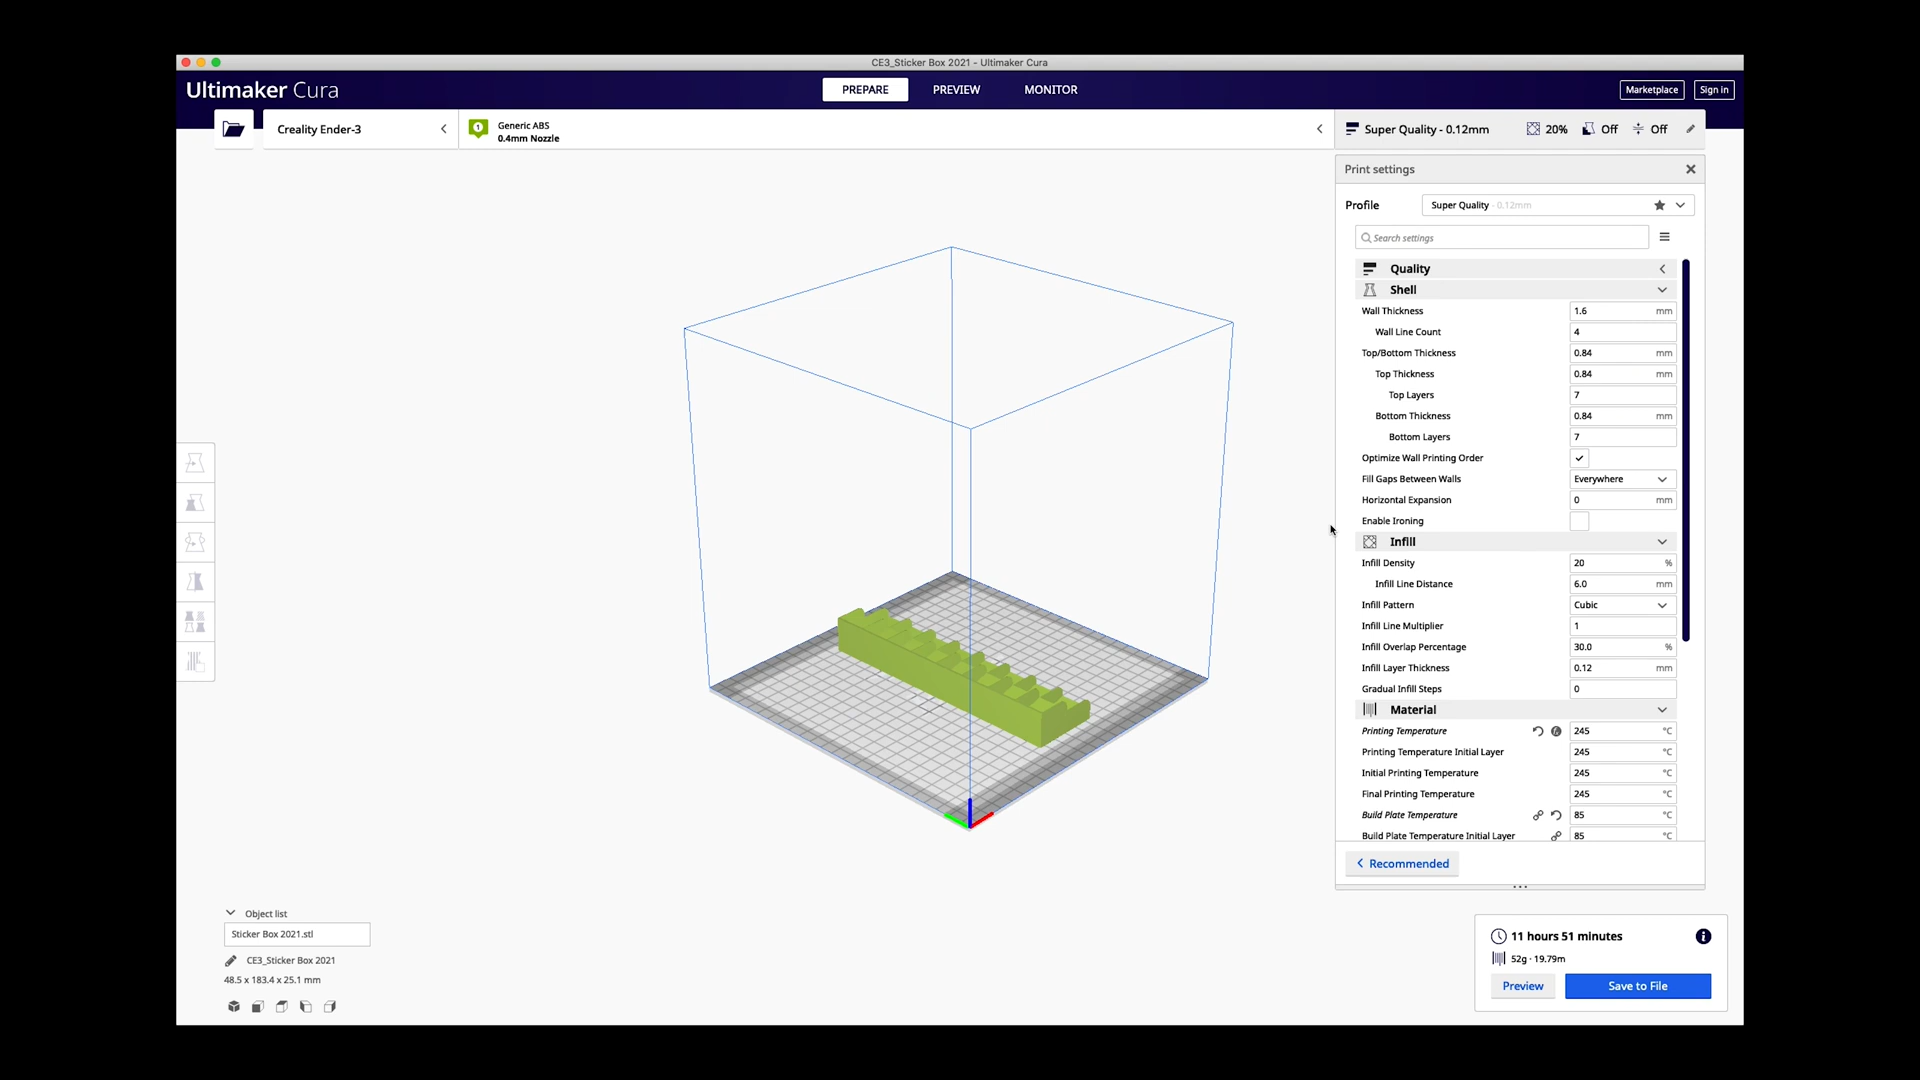 CE3_Sticker Box 2021 - Ultimaker Cura
Ultimaker Cura
PREPARE
PREVIEW
MONITOR
Marketplace
Sign in
Creality Ender-3
1
Generic ABS
0.4mm Nozzle
Super Quality - 0.12mm
20%
Off
Off
Print settings
Profile
Super Quality - 0.12mm
Search settings
Quality
Shell
Wall Thickness 1.6 mm
Wall Line Count 4
Top/Bottom Thickness 0.84 mm
Top Thickness 0.84 mm
Top Layers 7
Bottom Thickness 0.84 mm
Bottom Layers 7
Optimize Wall Printing Order
Fill Gaps Between Walls Everywhere
Horizontal Expansion 0 mm
Enable Ironing
Infill
Infill Density 20 %
Infill Line Distance 6.0 mm
Infill Pattern Cubic
Infill Line Multiplier 1
Infill Overlap Percentage 30.0 %
Infill Layer Thickness 0.12 mm
Gradual Infill Steps 0
Material
Printing Temperature 245 °C
Printing Temperature Initial Layer 245 °C
Initial Printing Temperature 245 °C
Final Printing Temperature 245 °C
Build Plate Temperature 85 °C
Build Plate Temperature Initial Layer 85 °C
Recommended
Object list
Sticker Box 2021.stl
CE3_Sticker Box 2021
48.5 x 183.4 x 25.1 mm
11 hours 51 minutes
52g · 19.79m
Preview
Save to File